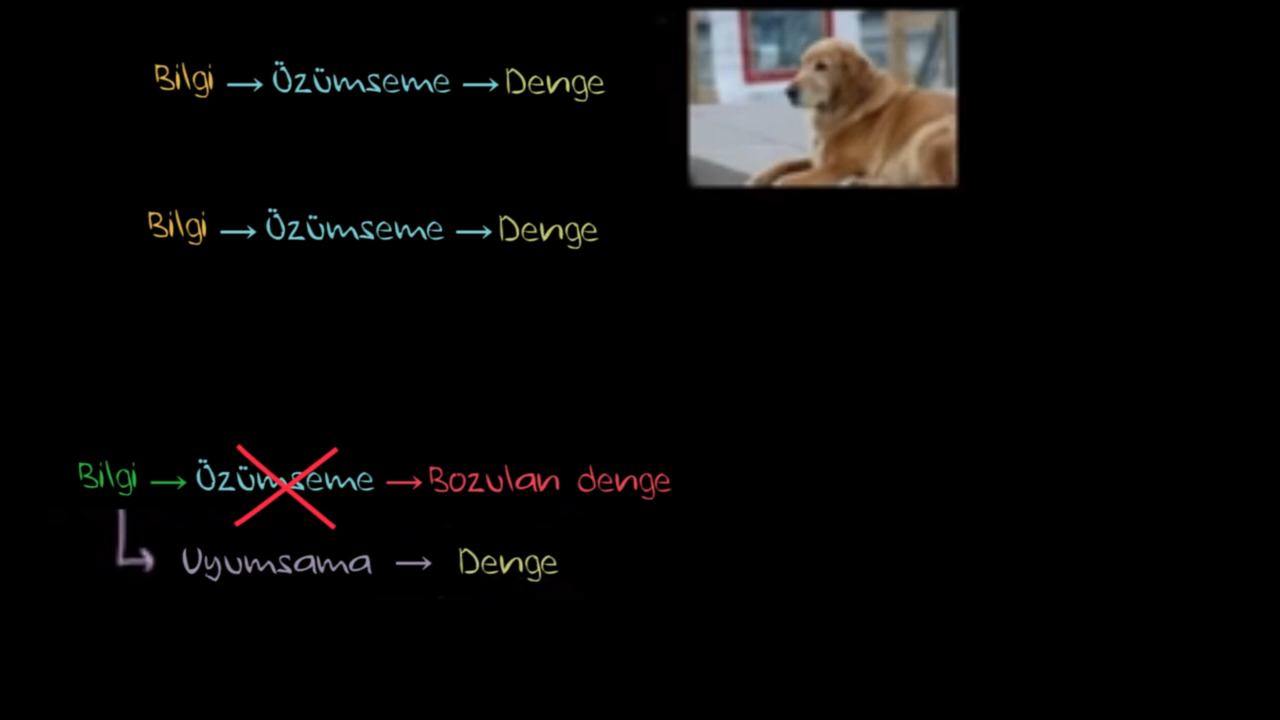 Bilgi → Özümseme → Denge
Bilgi → Özümseme → Denge
Bilgi → Özümseme → Bozulan denge
Uyumsama → Denge